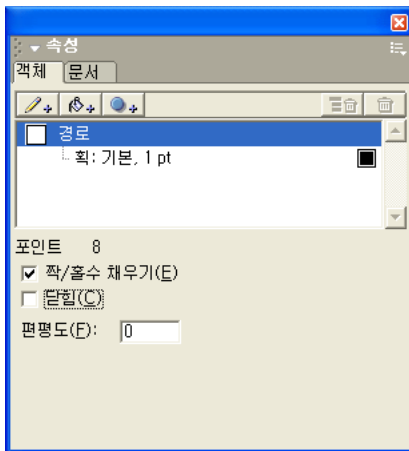 속성
객체 문서
경로
획: 기본, 1 pt
포인트 8
짝/홀수 채우기(E)
닫힘(C)
편평도(F): 0